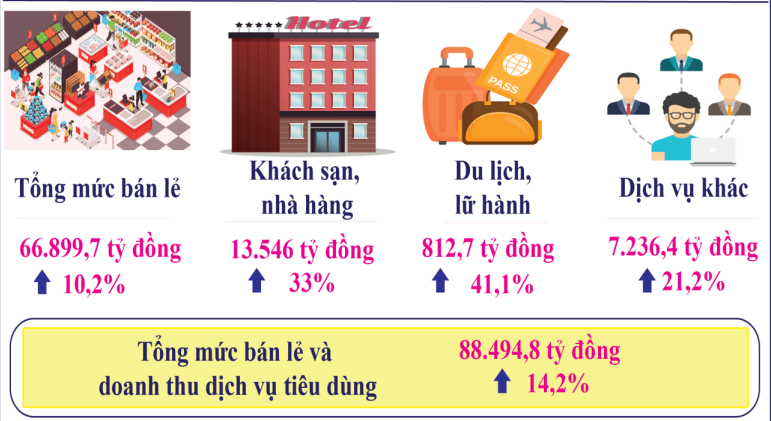 Hotel
PASS
Tổng mức bán lẻ
66.899,7 tỷ đồng
10,2%
Khách sạn,
nhà hàng
13.546 tỷ đồng
33%
Du lịch,
lữ hành
812,7 tỷ đồng
41,1%
Dịch vụ khác
7.236,4 tỷ đồng
21,2%
Tổng mức bán lẻ và
doanh thu dịch vụ tiêu dùng
88.494,8 tỷ đồng
14,2%